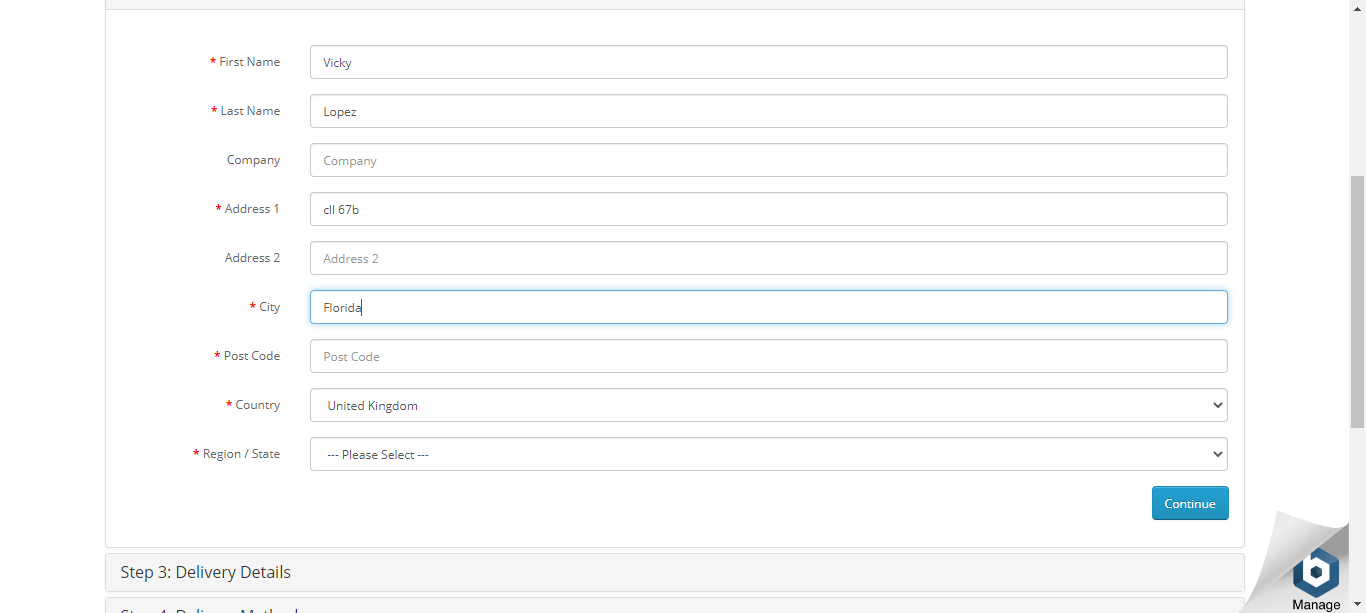 * First Name Vicky
* Last Name Lopez
Company Company
* Address 1 cll 67b
Address 2 Address 2
* City Florida
* Post Code Post Code
* Country United Kingdom
* Region / State --- Please Select ---
Continue
Step 3: Delivery Details
Manage